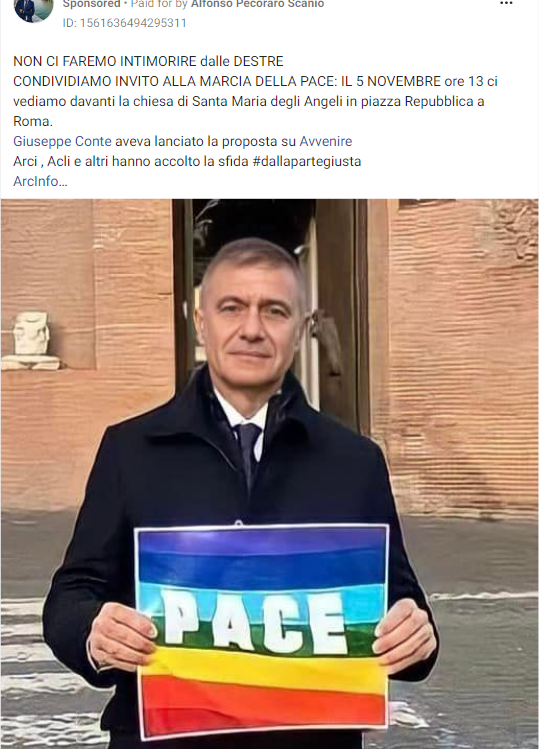 Sponsored • Paid for by Alfonso Pecoraro Scanio
ID: 1561636494295311
NON CI FAREMO INTIMORIRE dalle DESTRE
CONDIVIDIAMO INVITO ALLA MARCIA DELLA PACE: IL 5 NOVEMBRE ore 13 ci
vediamo davanti la chiesa di Santa Maria degli Angeli in piazza Repubblica a
Roma.
Giuseppe Conte aveva lanciato la proposta su Avvenire
Arci , Acli e altri hanno accolto la sfida #dallapartegiusta
ArcInfo...
PACE